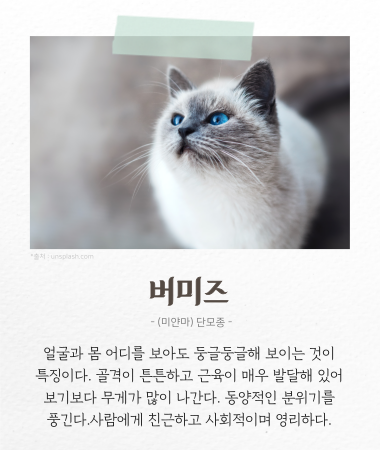 *출처 : unsplash.com
버미즈
- (미얀마) 단모종 -
얼굴과 몸 어디를 보아도 둥글둥글해 보이는 것이
특징이다. 골격이 튼튼하고 근육이 매우 발달해 있어
보기보다 무게가 많이 나간다. 동양적인 분위기를
풍긴다.사람에게 친근하고 사회적이며 영리하다.